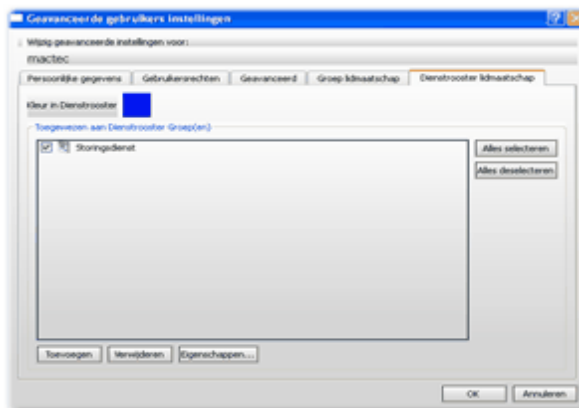 Geavanceerde gebruikers instellingen
Wijzig geavanceerde instellingen voor:
mactec
Persoonlijke gegevens
Gebruikersrechten
Geavanceerd
Groep lidmaatschap
Dienstrooster lidmaatschap
Kleur in Dienstrooster
Toegewezen aan Dienstrooster Groep(en)
Storingsdienst
Alles selecteren
Alles deselecteren
Toevoegen
Verwijderen
Eigenschappen...
OK
Annuleren